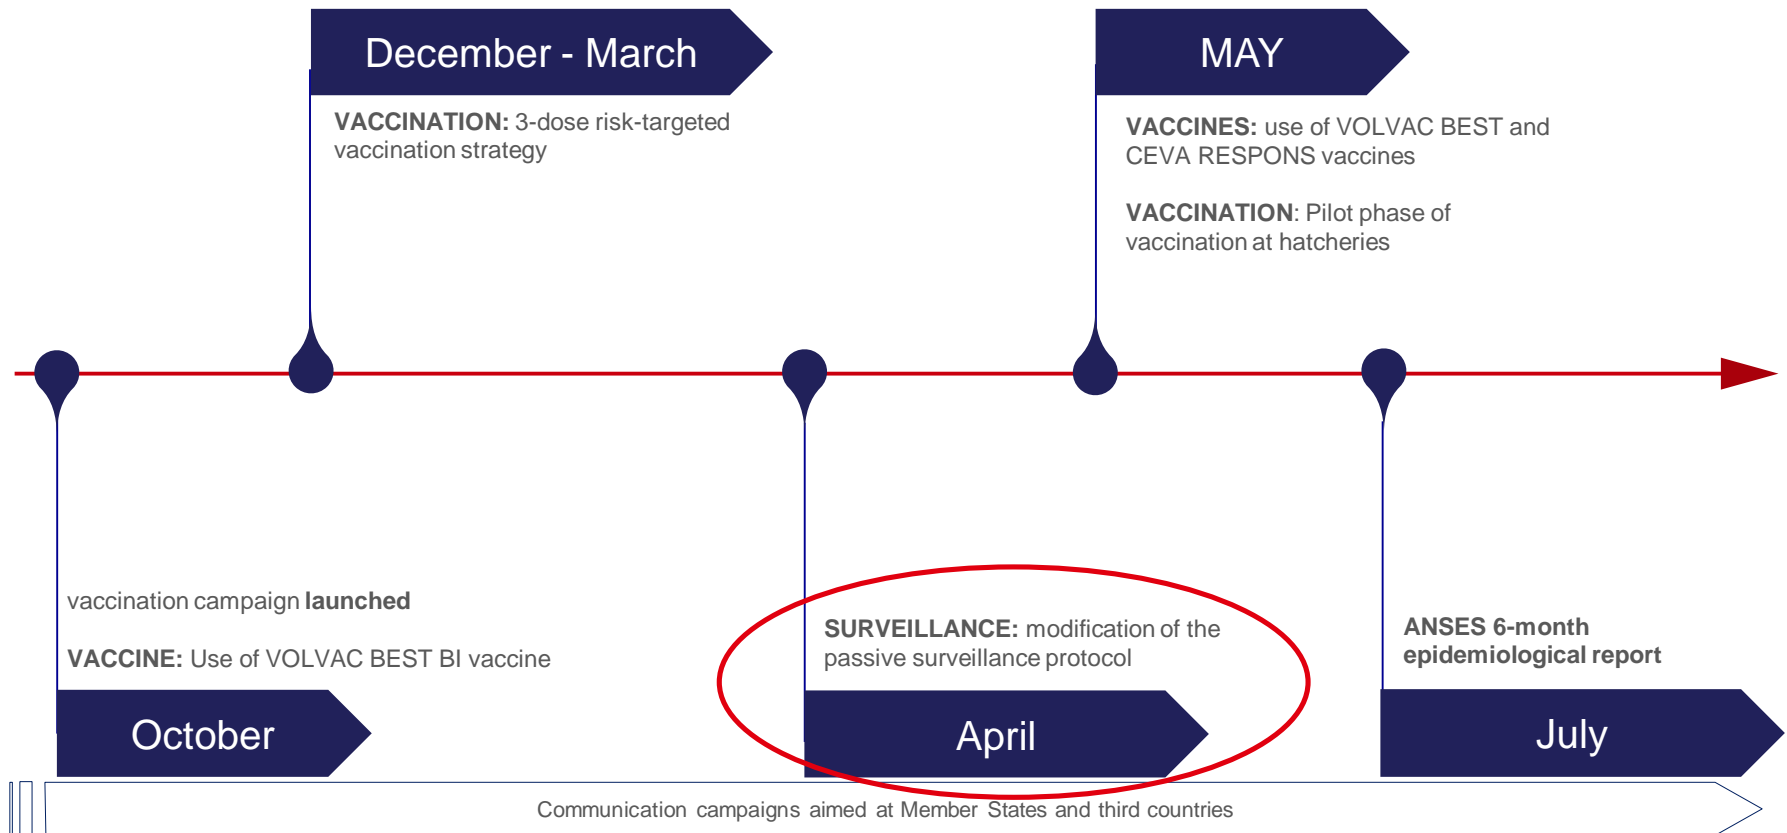 December - March
VACCINATION: 3-dose risk-targeted
vaccination strategy
MAY
VACCINES: use of VOLVAC BEST and
CEVA RESPONS vaccines
VACCINATION: Pilot phase of
vaccination at hatcheries
vaccination campaign launched
VACCINE: Use of VOLVAC BEST BI vaccine
October
SURVEILLANCE: modification of the
passive surveillance protocol
April
ANSES 6-month
epidemiological report
July
Communication campaigns aimed at Member States and third countries